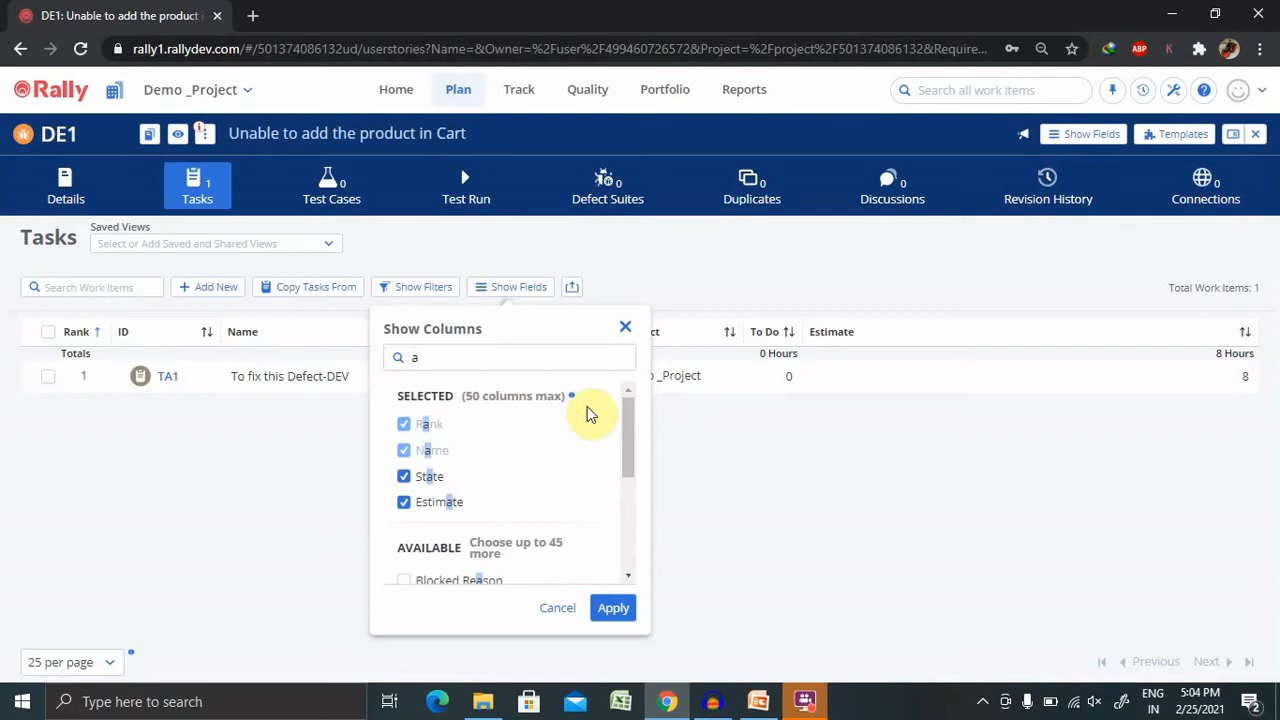 DE1: Unable to add the product i
rally1.rallydev.com/#/501374086132ud/userstories?Name=&Owner=%2Fuser%2F499460726572&Project=%2Fproject%2F501374086132&Require...
ABP
K
Rally
Demo _Project
Home
Plan
Track
Quality
Portfolio
Reports
Search all work items
DE1
Unable to add the product in Cart
Show Fields
Templates
Details
1
Tasks
0
Test Cases
Test Run
0
Defect Suites
0
Duplicates
0
Discussions
Revision History
0
Connections
Tasks
Saved Views
Select or Add Saved and Shared Views
Search Work Items
Add New
Copy Tasks From
Show Filters
Show Fields
Total Work Items: 1
Rank
ID
Name
ct
To Do
Estimate
Totals
0 Hours
8 Hours
1
TA1
To fix this Defect-DEV
_Project
0
8
Show Columns
a
SELECTED (50 columns max)
Rank
Name
State
Estimate
AVAILABLE
Choose up to 45
more
Blocked Reason
Cancel
Apply
25 per page
Previous
Next
Type here to search
ENG
IN
5:04 PM
2/25/2021
2